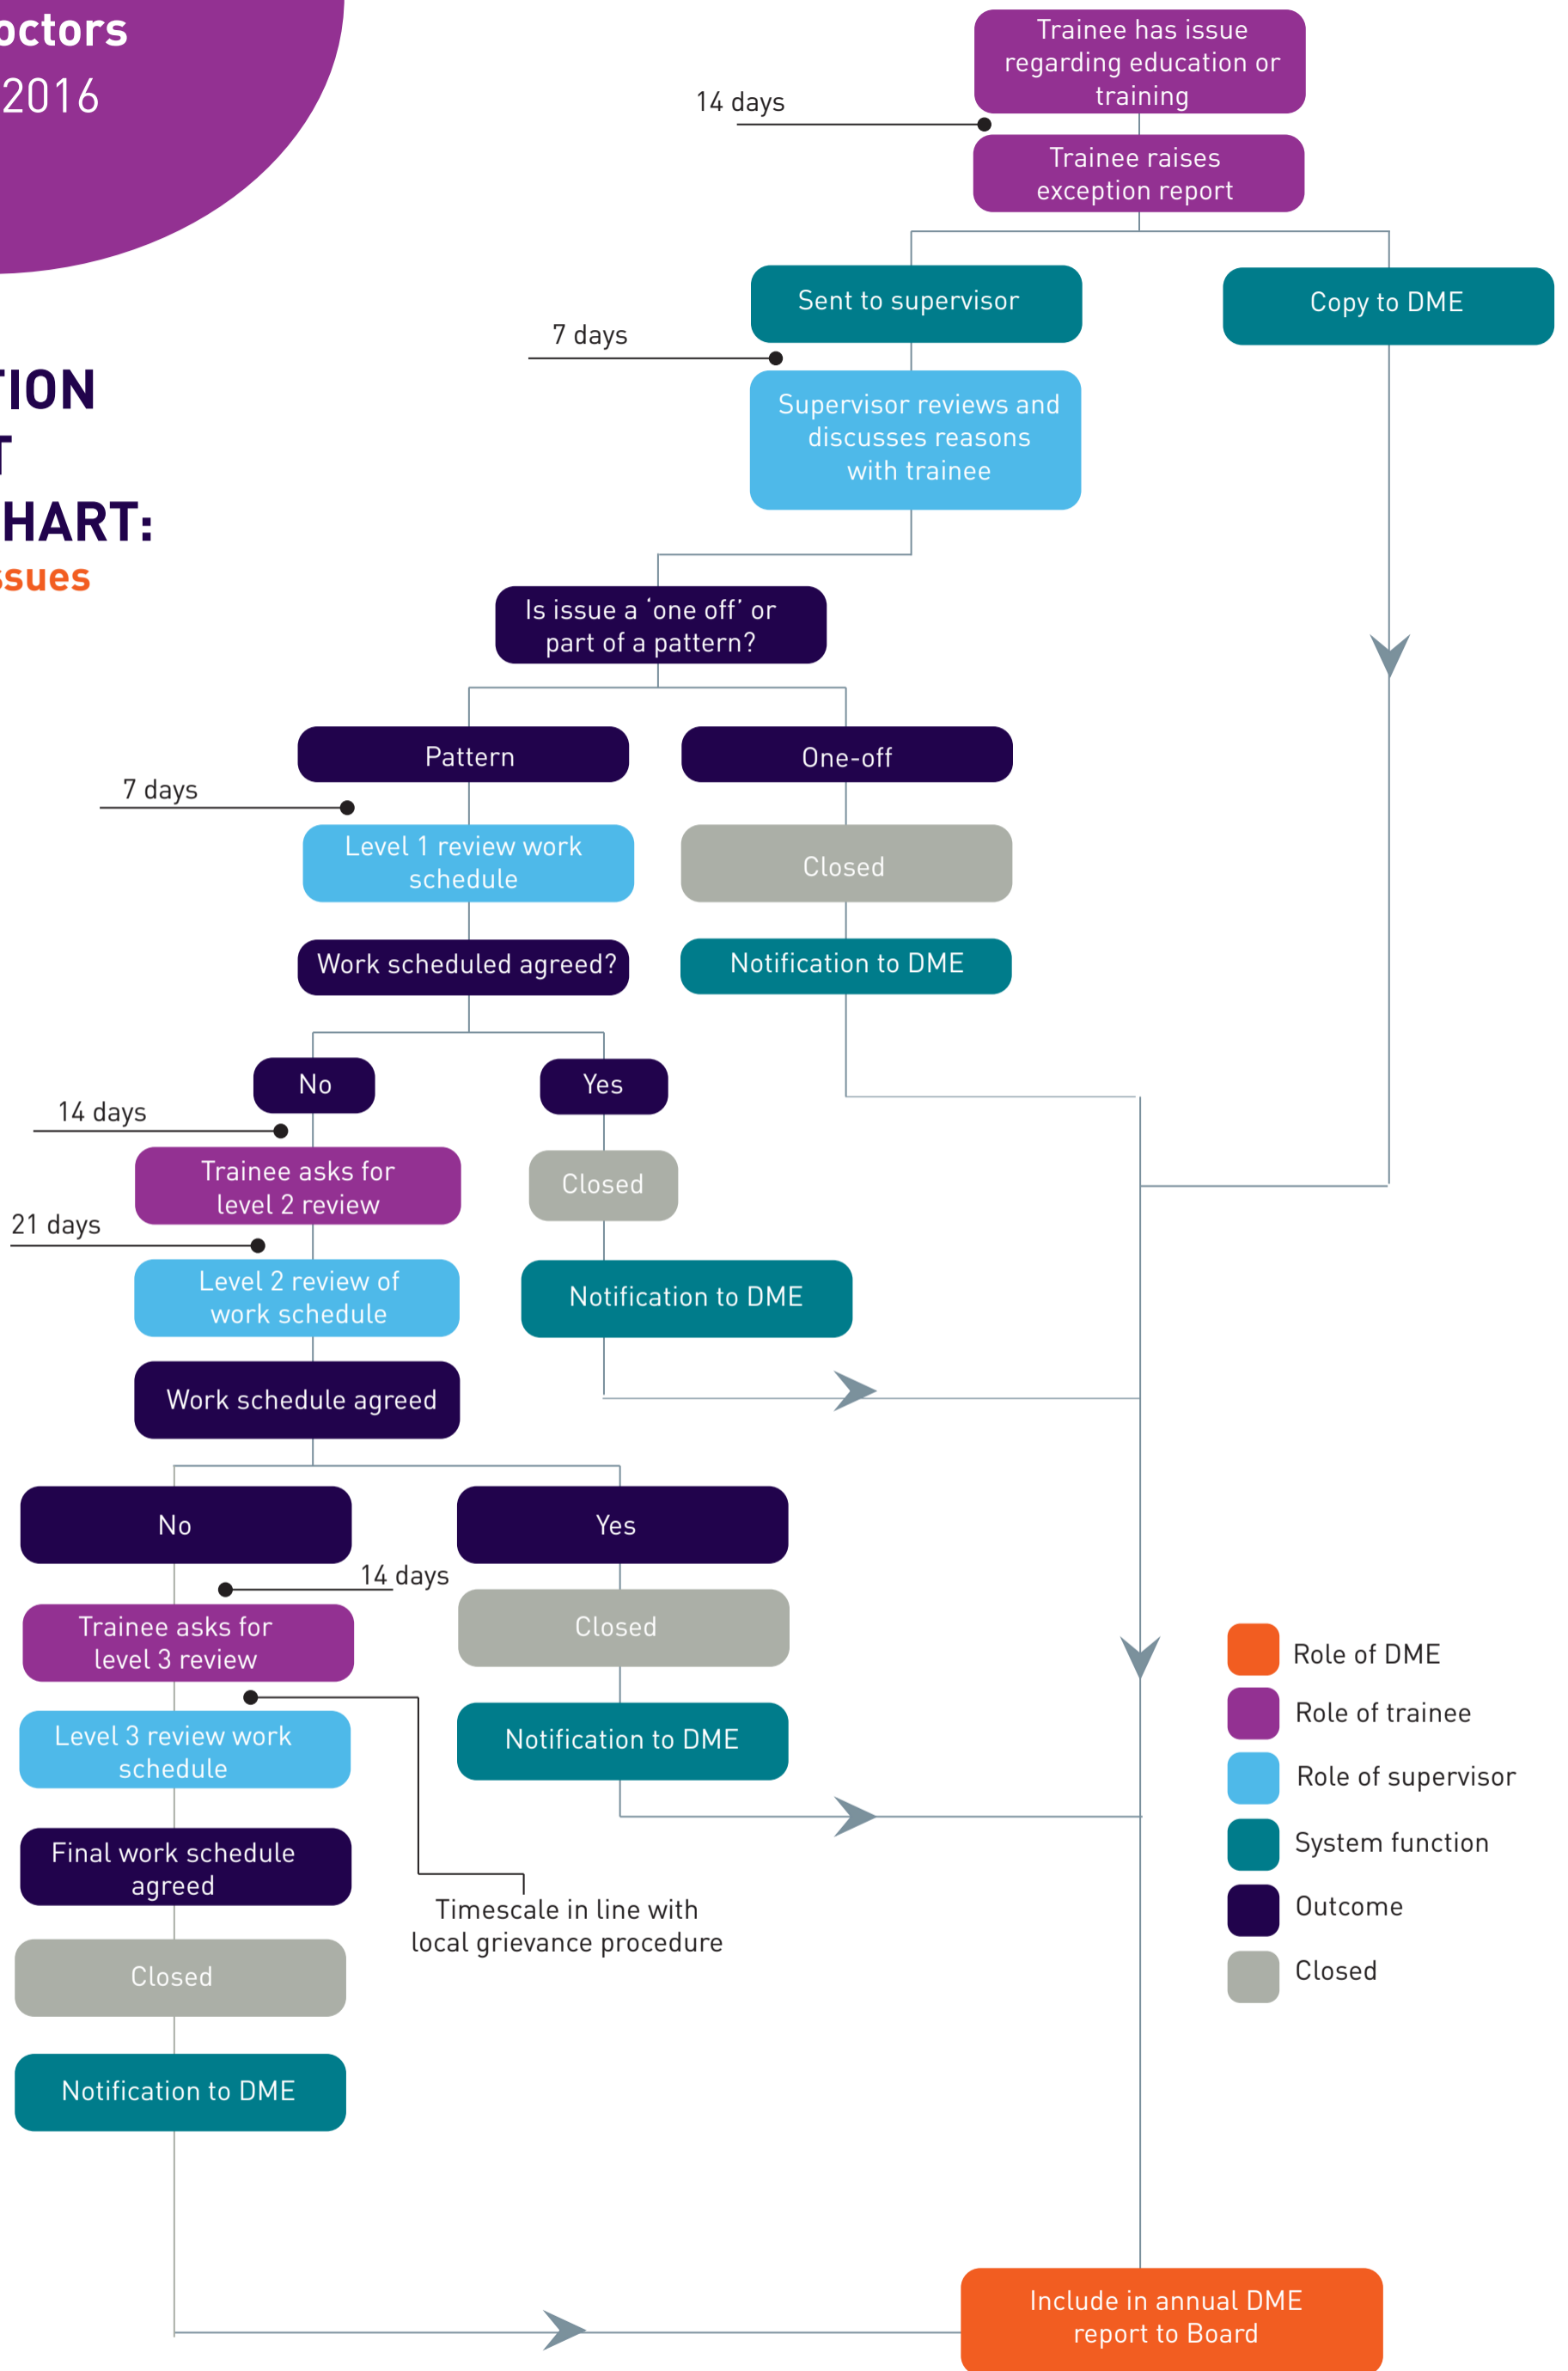 octors
2016
TION
T
HART:
ssues
Trainee has issue
regarding education or
training
14 days
Trainee raises
exception report
Sent to supervisor
Copy to DME
7 days
Supervisor reviews and
discusses reasons
with trainee
Is issue a ‘one off’ or
part of a pattern?
Pattern
One-off
7 days
Level 1 review work
schedule
Closed
Work scheduled agreed?
Notification to DME
No
Yes
14 days
Trainee asks for
level 2 review
Closed
21 days
Level 2 review of
work schedule
Notification to DME
Work schedule agreed
No
Yes
14 days
Trainee asks for
level 3 review
Closed
Level 3 review work
schedule
Notification to DME
Final work schedule
agreed
Timescale in line with
local grievance procedure
Closed
Notification to DME
Role of DME
Role of trainee
Role of supervisor
System function
Outcome
Closed
Include in annual DME
report to Board